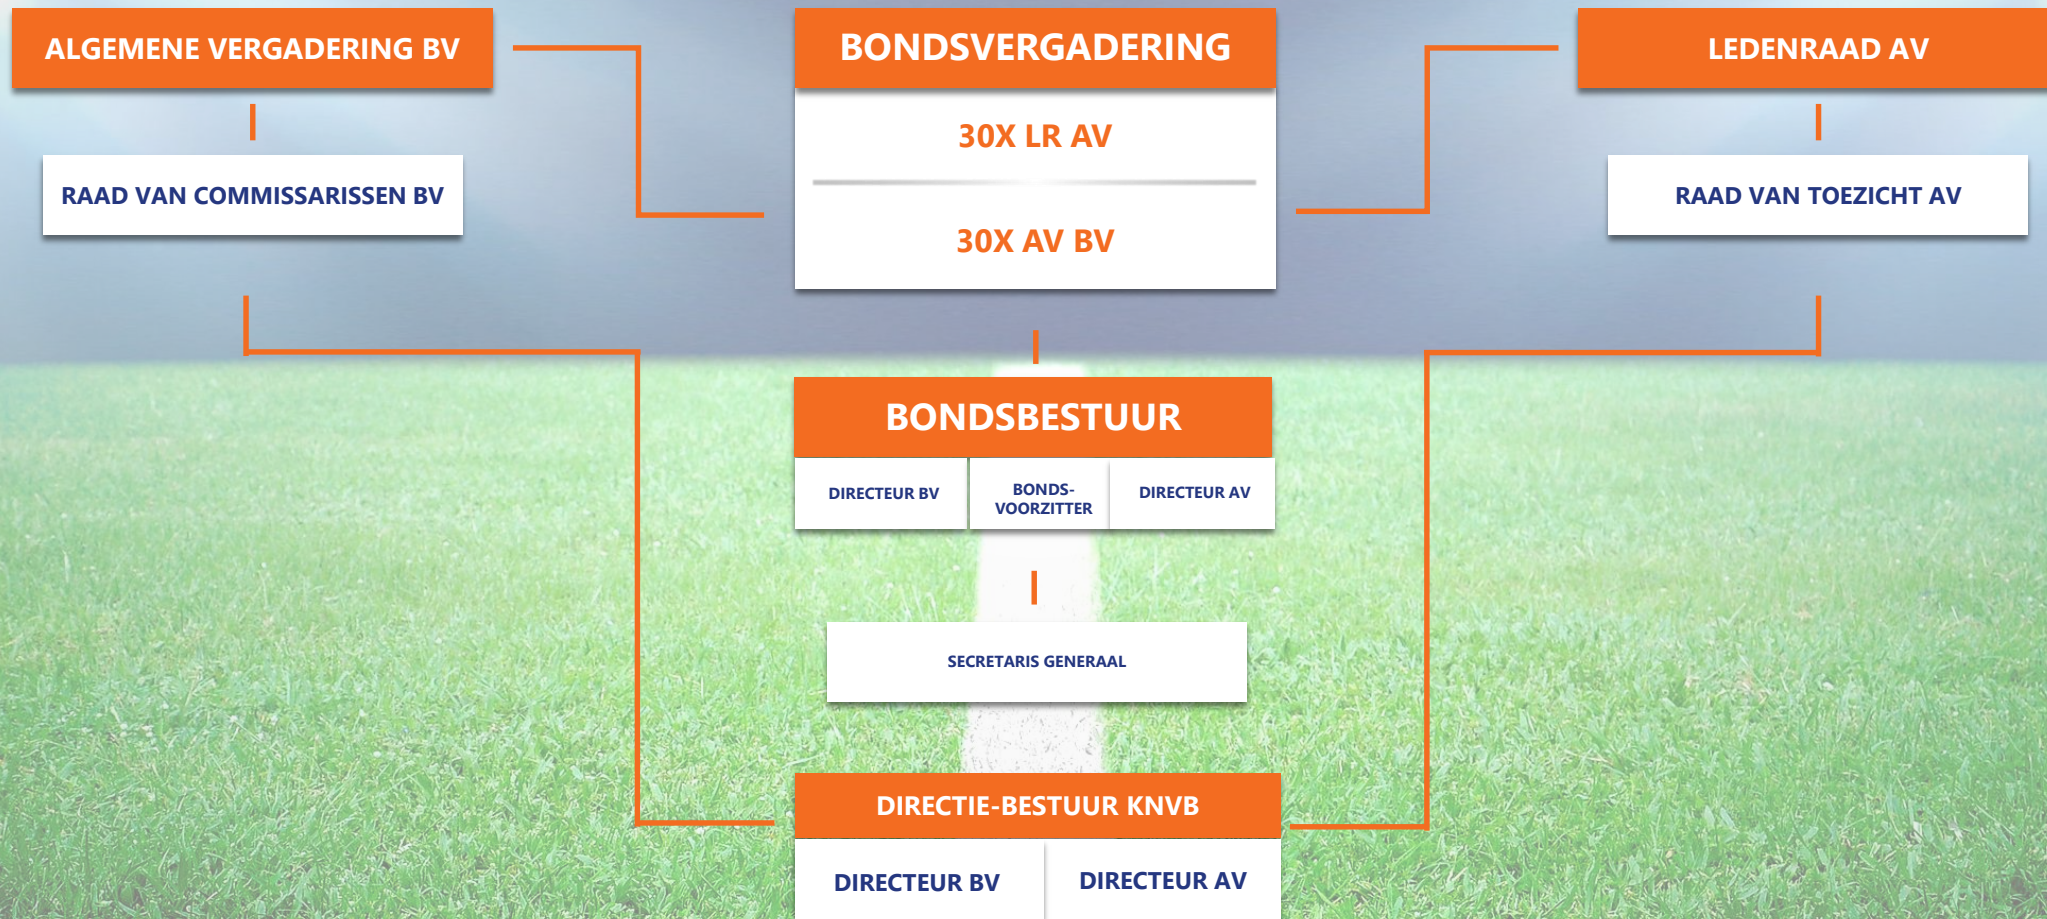 ALGEMENE VERGADERING BV
BONDSVERGADERING
LEDENRAAD AV
30X LR AV
RAAD VAN COMMISSARISSEN BV
RAAD VAN TOEZICHT AV
30X AV BV
BONDSBESTUUR
DIRECTEUR BV
BONDS-
VOORZITTER
DIRECTEUR AV
SECRETARIS GENERAAL
DIRECTIE-BESTUUR KNVB
DIRECTEUR BV
DIRECTEUR AV